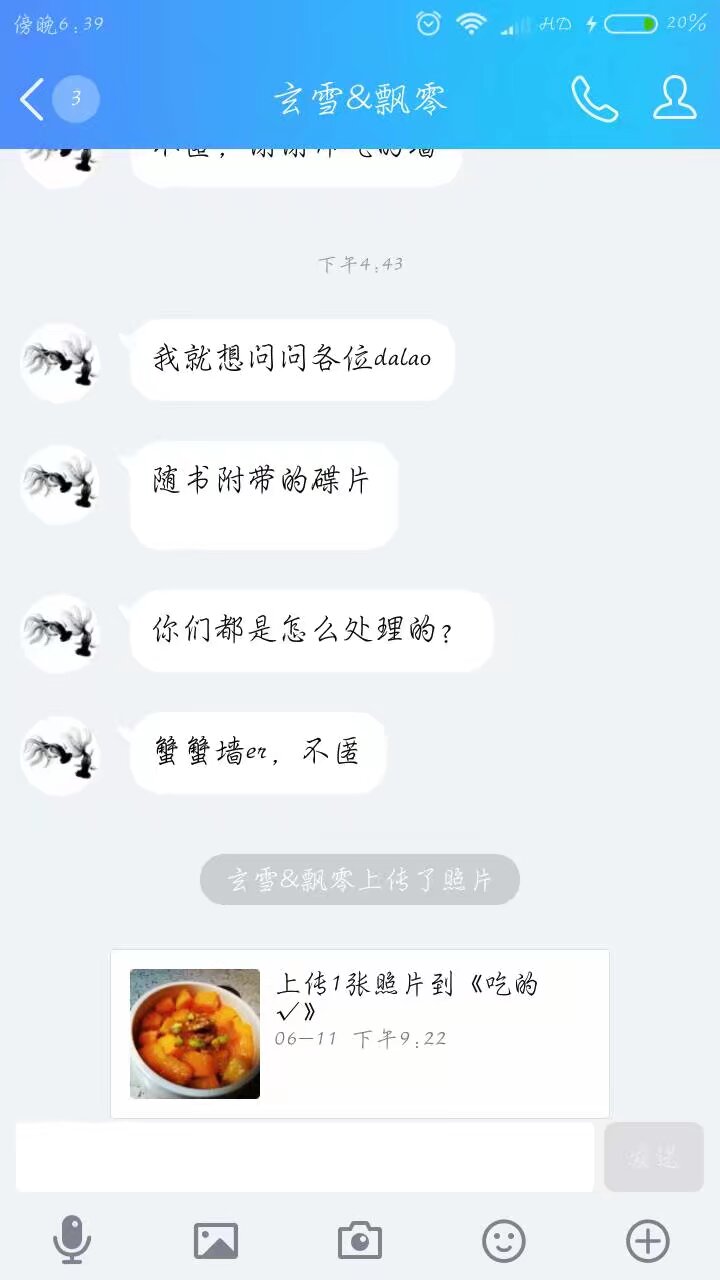 傍晚6:39
HD
20%
3
玄雪&飘零
下午4:43
我就想问问各位dalao
随书附带的碟片
你们都是怎么处理的？
蟹蟹墙er，不匿
玄雪&飘零上传了照片
上传1张照片到《吃的
✓》
06-11 下午9:22
发送